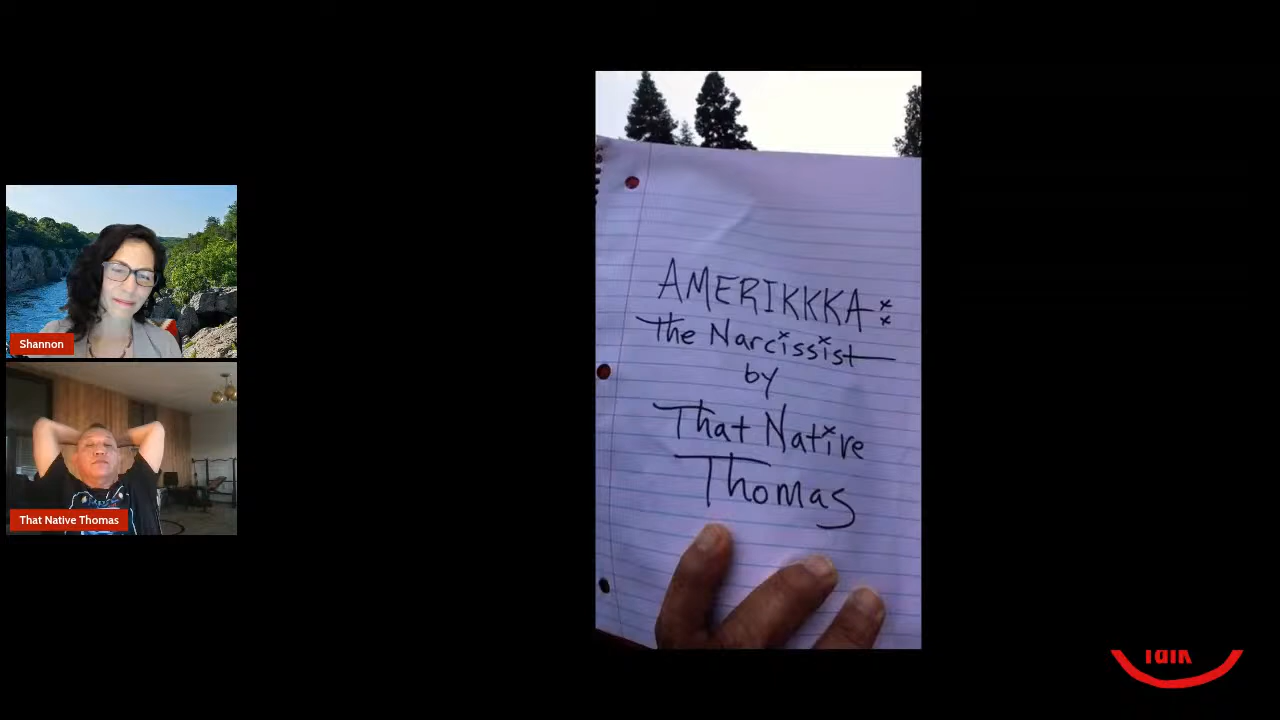 AMERIKKKA:
The Narcissist
by
That Native
Thomas
Shannon
That Native Thomas